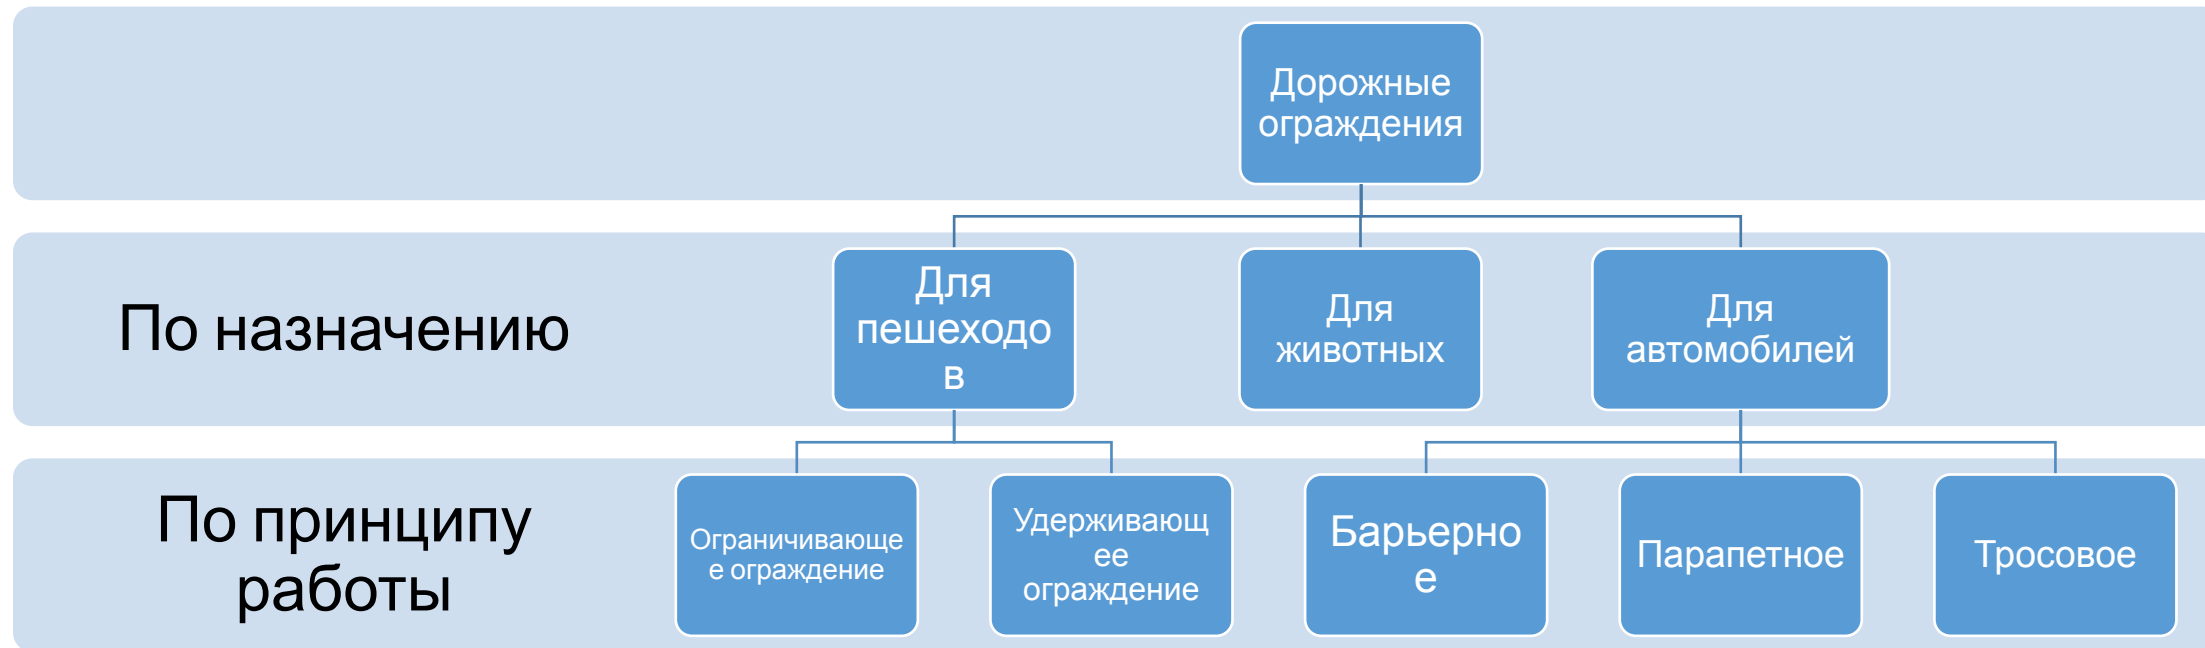 Дорожные
ограждения
По назначению
Для
пешеходо
в
Для
животных
Для
автомобилей
По принципу
работы
Ограничивающе
е ограждение
Удерживающ
ее
ограждение
Барьерно
е
Парапетное
Тросовое